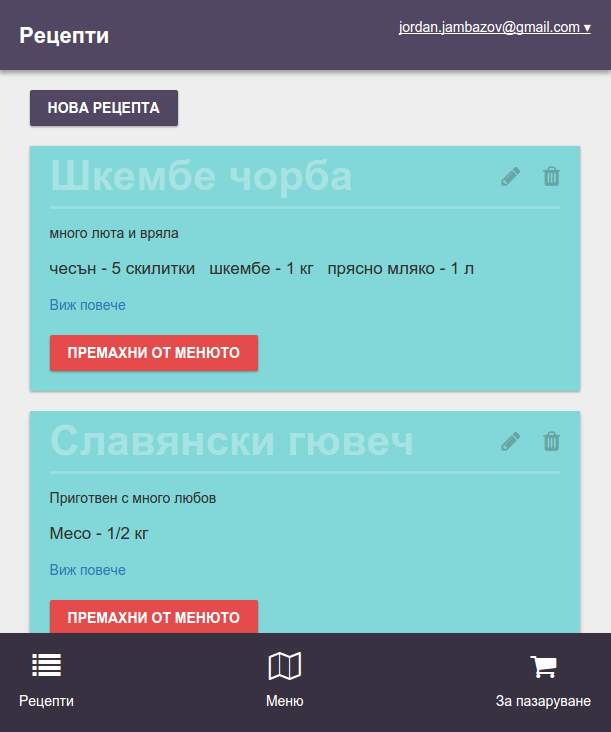 Рецепти
jordan.jambazov@gmail.com ▾
НОВА РЕЦЕПТА
Шкембе чорба
много люта и вряла
чесън - 5 скилитки шкембе - 1 кг прясно мляко - 1 л
Виж повече
ПРЕМАХНИ ОТ МЕНЮТО
Славянски гювеч
Приготвен с много любов
Месо - 1/2 кг
Виж повече
ПРЕМАХНИ ОТ МЕНЮТО
Рецепти
Меню
За пазаруване